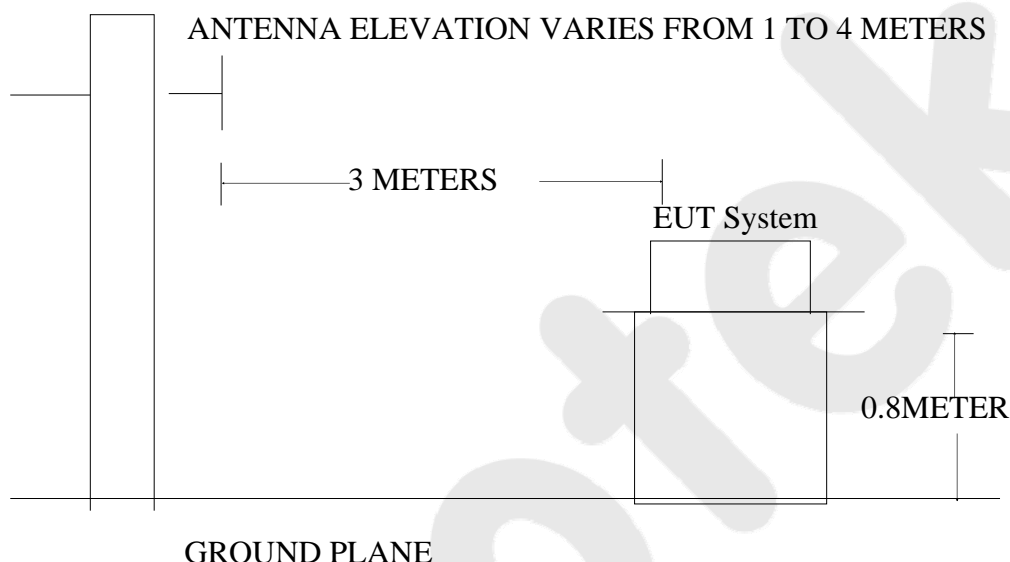 ANTENNA ELEVATION VARIES FROM 1 TO 4 METERS
3 METERS
EUT System
0.8METER
GROUND PLANE